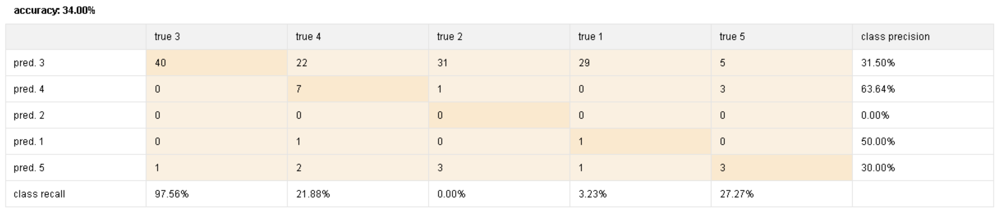 accuracy: 34.00%
true 3 true 4 true 2 true 1 true 5 class precision
pred. 3 40 22 31 29 5 31.50%
pred. 4 0 7 1 0 3 63.64%
pred. 2 0 0 0 0 0 0.00%
pred. 1 0 1 0 1 0 50.00%
pred. 5 1 2 3 1 3 30.00%
class recall 97.56% 21.88% 0.00% 3.23% 27.27%